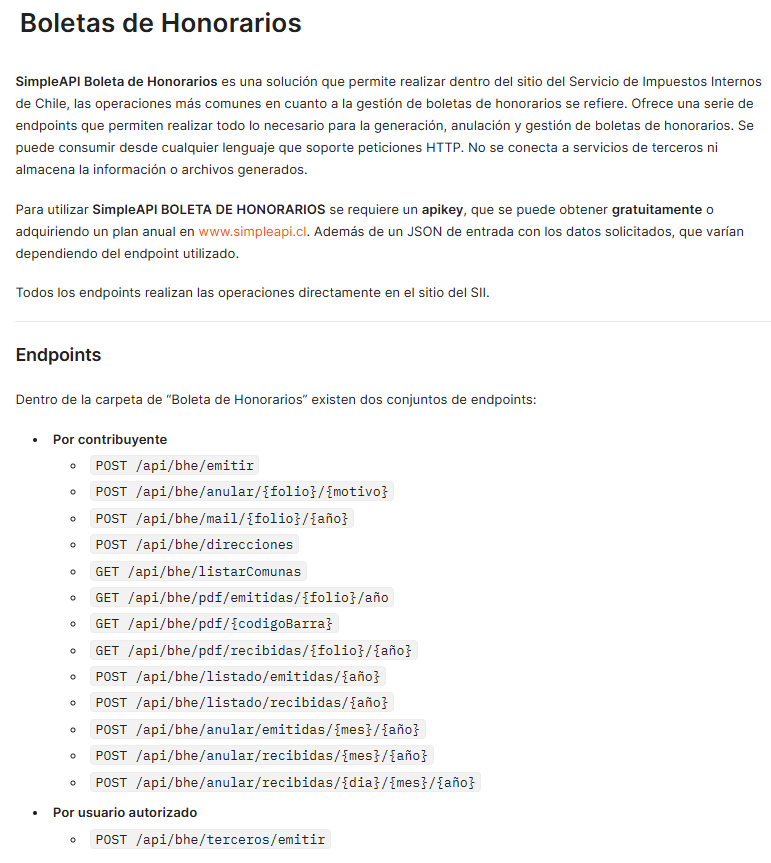 Boletas de Honorarios
SimpleAPI Boleta de Honorarios es una solución que permite realizar dentro del sitio del Servicio de Impuestos Internos
de Chile, las operaciones más comunes en cuanto a la gestión de boletas de honorarios se refiere. Ofrece una serie de
endpoints que permiten realizar todo lo necesario para la generación, anulación y gestión de boletas de honorarios. Se
puede consumir desde cualquier lenguaje que soporte peticiones HTTP. No se conecta a servicios de terceros ni
almacena la información o archivos generados.
Para utilizar SimpleAPI BOLETA DE HONORARIOS se requiere un apikey, que se puede obtener gratuitamente o
adquiriendo un plan anual en www.simpleapi.cl. Además de un JSON de entrada con los datos solicitados, que varían
dependiendo del endpoint utilizado.
Todos los endpoints realizan las operaciones directamente en el sitio del SII.
Endpoints
Dentro de la carpeta de “Boleta de Honorarios” existen dos conjuntos de endpoints:
• Por contribuyente
◦ POST /api/bhe/emitir
◦ POST /api/bhe/anular/{folio}/{motivo}
◦ POST /api/bhe/mail/{folio}/{año}
◦ POST /api/bhe/direcciones
◦ GET /api/bhe/listarComunas
◦ GET /api/bhe/pdf/emitidas/{folio}/año
◦ GET /api/bhe/pdf/{codigoBarra}
◦ GET /api/bhe/pdf/recibidas/{folio}/{año}
◦ POST /api/bhe/listado/emitidas/{año}
◦ POST /api/bhe/listado/recibidas/{año}
◦ POST /api/bhe/anular/emitidas/{mes}/{año}
◦ POST /api/bhe/anular/recibidas/{mes}/{año}
◦ POST /api/bhe/anular/recibidas/{dia}/{mes}/{año}
• Por usuario autorizado
◦ POST /api/bhe/terceros/emitir